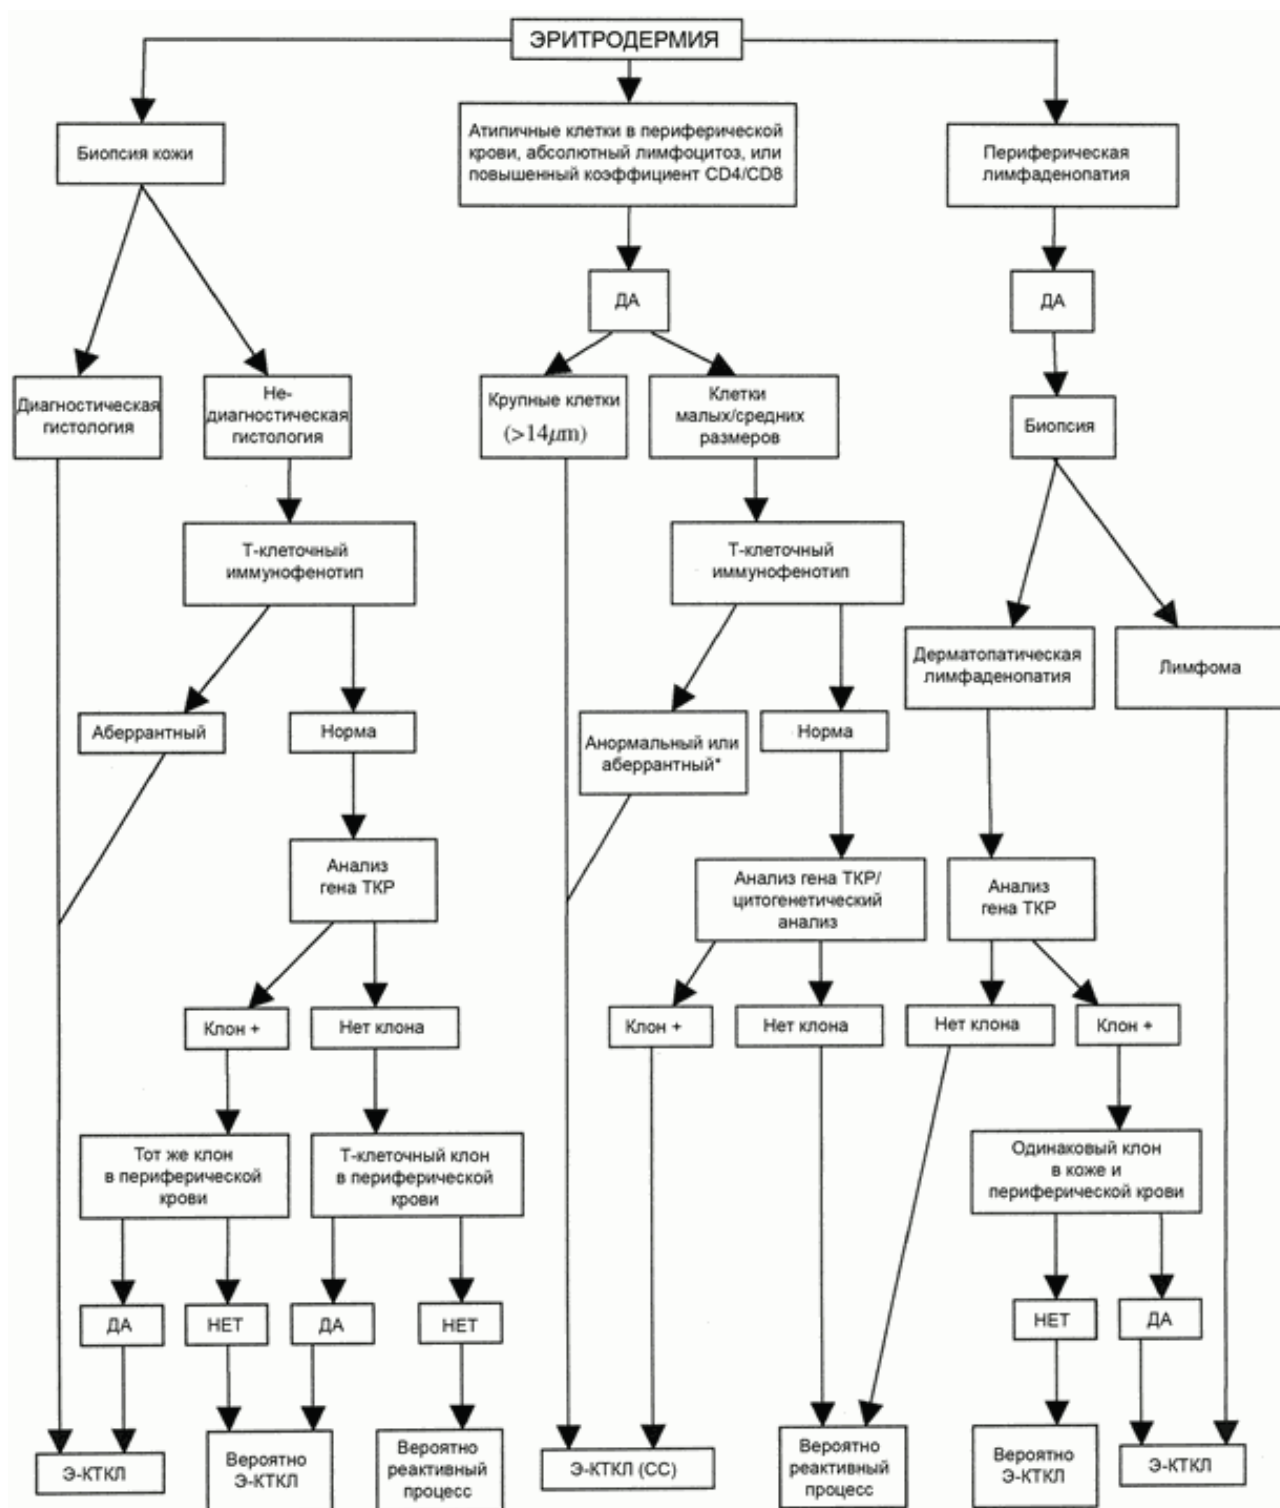 ЭРИТРОДЕРМИЯ
Биопсия кожи
Атипичные клетки в периферической
крови, абсолютный лимфоцитоз, или
повышенный коэффициент CD4/CD8
Периферическая
лимфаденопатия
ДА
ДА
Диагностическая
гистология
Не-
диагностическая
гистология
Крупные клетки
(>14μm)
Клетки
малых/средних
размеров
Биопсия
Т-клеточный
иммунофенотип
Т-клеточный
иммунофенотип
Дерматопатическая
лимфаденопатия
Лимфома
Аберрантный
Норма
Анормальный или
аберрантный*
Норма
Анализ
гена ТКР
Анализ гена ТКР/
цитогенетический
анализ
Анализ
гена ТКР
Клон +
Нет клона
Клон +
Нет клона
Нет клона
Клон +
Тот же клон
в периферической
крови
Т-клеточный клон
в периферической
крови
Одинаковый клон
в коже и
периферической крови
ДА
НЕТ
ДА
НЕТ
НЕТ
ДА
Э-КТКЛ
Вероятно
Э-КТКЛ
Вероятно
реактивный
процесс
Э-КТКЛ (СС)
Вероятно
реактивный
процесс
Вероятно
Э-КТКЛ
Э-КТКЛ